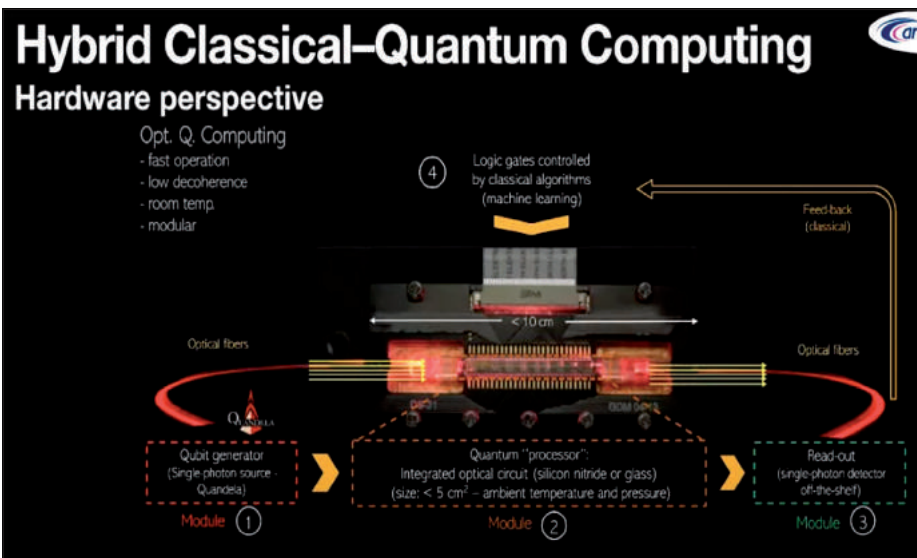 Hybrid Classical–Quantum Computing
Hardware perspective
Opt. Q. Computing
- fast operation
- low decoherence
- room temp.
- modular
4
Logic gates controlled
by classical algorithms
(machine learning)
Feed-back
(classical)
< 10 cm
Optical fibers
Optical fibers
QUANDELA
Qubit generator
(Single-photon source -
Quandela)
Quantum "processor":
Integrated optical circuit (silicon nitride or glass)
(size: < 5 cm² – ambient temperature and pressure)
Read-out
(single-photon detector
off-the-shelf)
Module 1
Module 2
Module 3